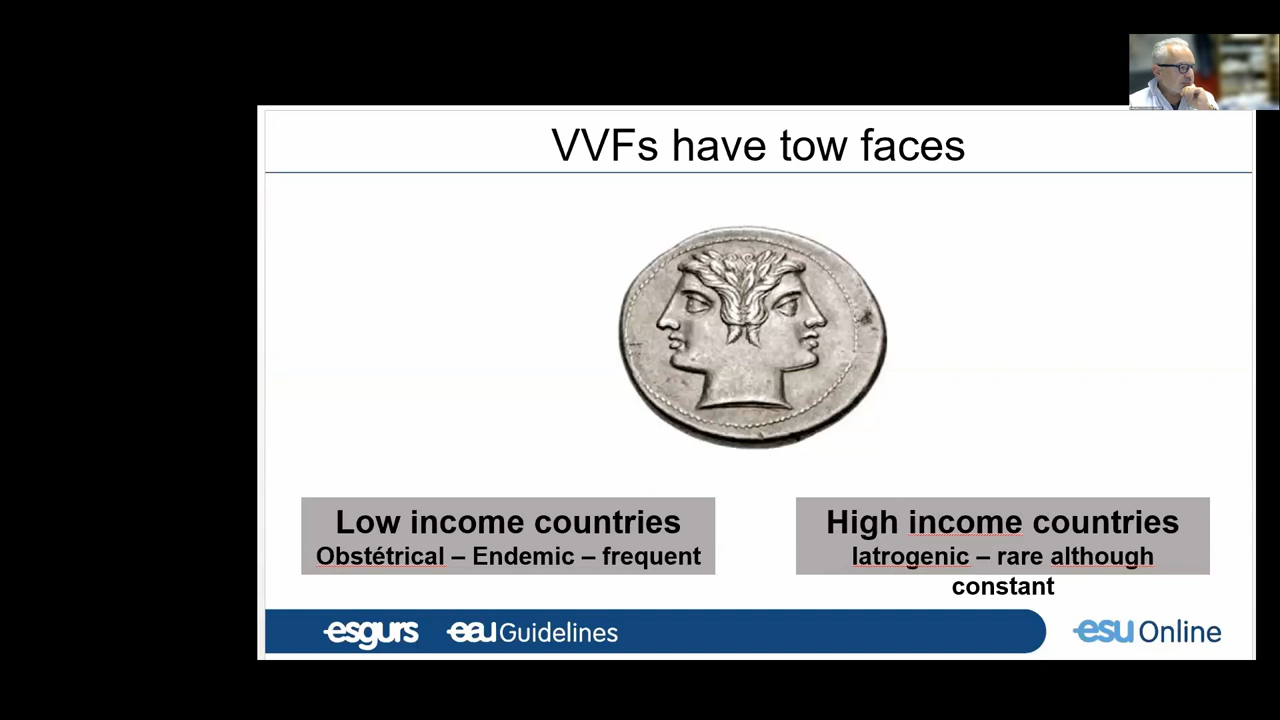 VVFs have tow faces
Low income countries
Obstétrical – Endemic – frequent
High income countries
Iatrogenic – rare although
constant
esgurs
eau Guidelines
esu Online